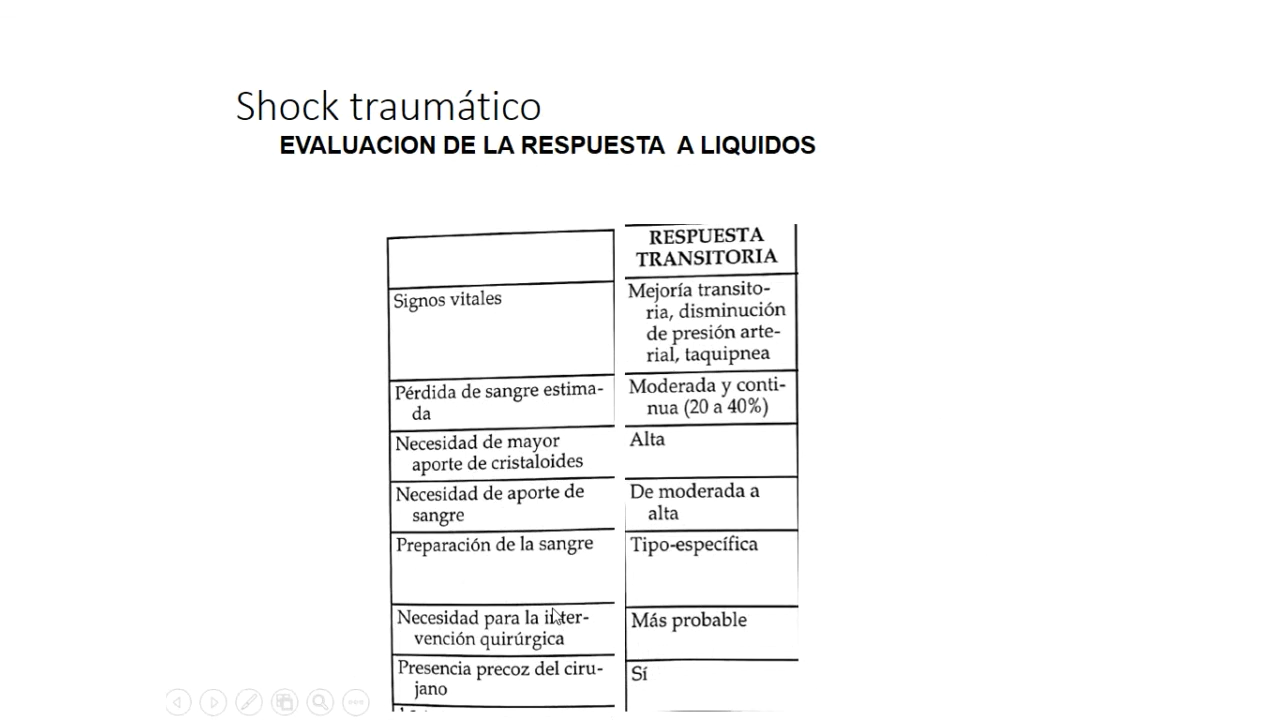 Shock traumático
EVALUACION DE LA RESPUESTA A LIQUIDOS
RESPUESTA
TRANSITORIA
Signos vitales
Mejoría transito-
ria, disminución
de presión arte-
rial, taquipnea
Pérdida de sangre estima-
da
Moderada y conti-
nua (20 a 40%)
Necesidad de mayor
aporte de cristaloides
Alta
Necesidad de aporte de
sangre
De moderada a
alta
Preparación de la sangre
Tipo-específica
Necesidad para la inter-
vención quirúrgica
Más probable
Presencia precoz del ciru-
jano
Sí